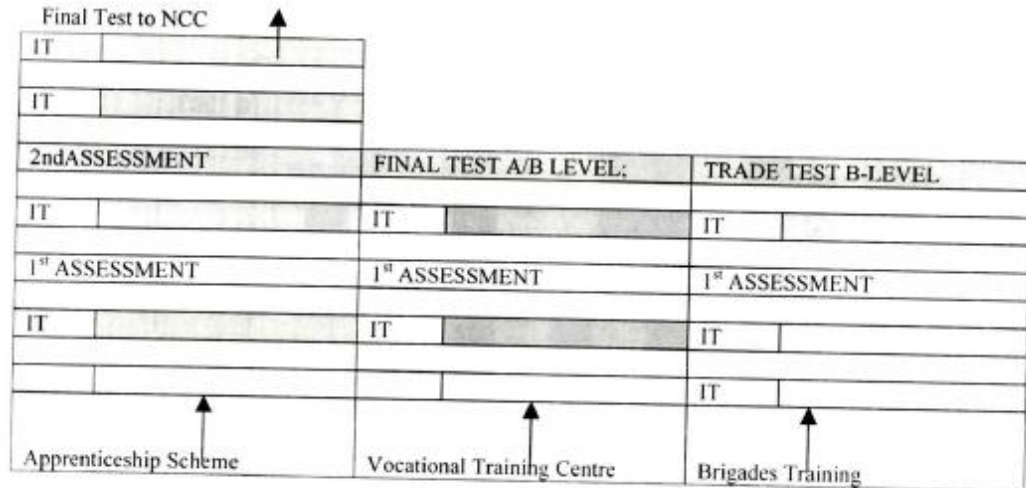 Final Test to NCC
IT
IT
2ndASSESSMENT FINAL TEST A/B LEVEL; TRADE TEST B-LEVEL
IT IT IT
1st ASSESSMENT 1st ASSESSMENT 1st ASSESSMENT
IT IT IT
IT
Apprenticeship Scheme Vocational Training Centre Brigades Training